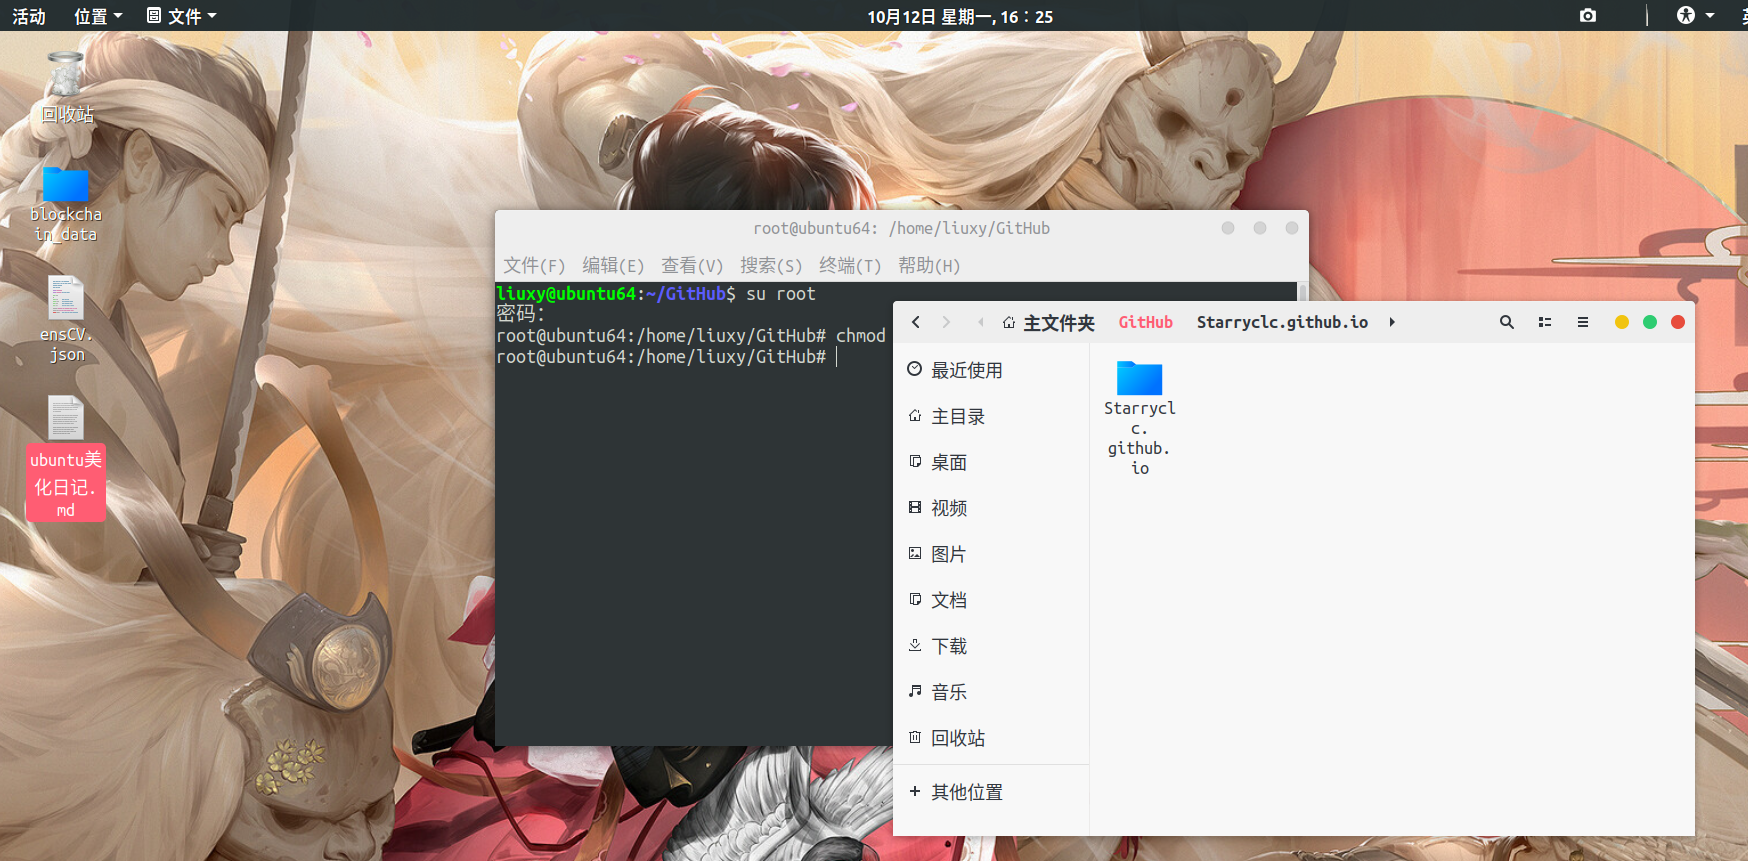 活动 位置 文件 10月12日 星期一, 16：25
回收站
blockcha
in_data
ensCV.
json
ubuntu美
化日记.
md
root@ubuntu64: /home/liuxy/GitHub
文件(F) 编辑(E) 查看(V) 搜索(S) 终端(T) 帮助(H)
liuxy@ubuntu64:~/GitHub$ su root
密码：
root@ubuntu64:/home/liuxy/GitHub# chmod
root@ubuntu64:/home/liuxy/GitHub#
主文件夹 GitHub Starryclc.github.io
最近使用
主目录
桌面
视频
图片
文档
下载
音乐
回收站
其他位置
Starrycl
c.
github.
io